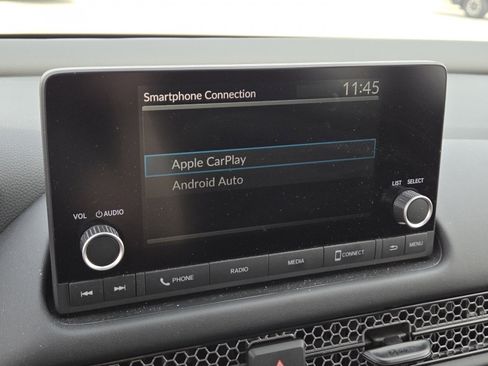 Smartphone Connection 11:45
Apple CarPlay
Android Auto
VOL AUDIO
LIST SELECT
PHONE RADIO MEDIA CONNECT MENU